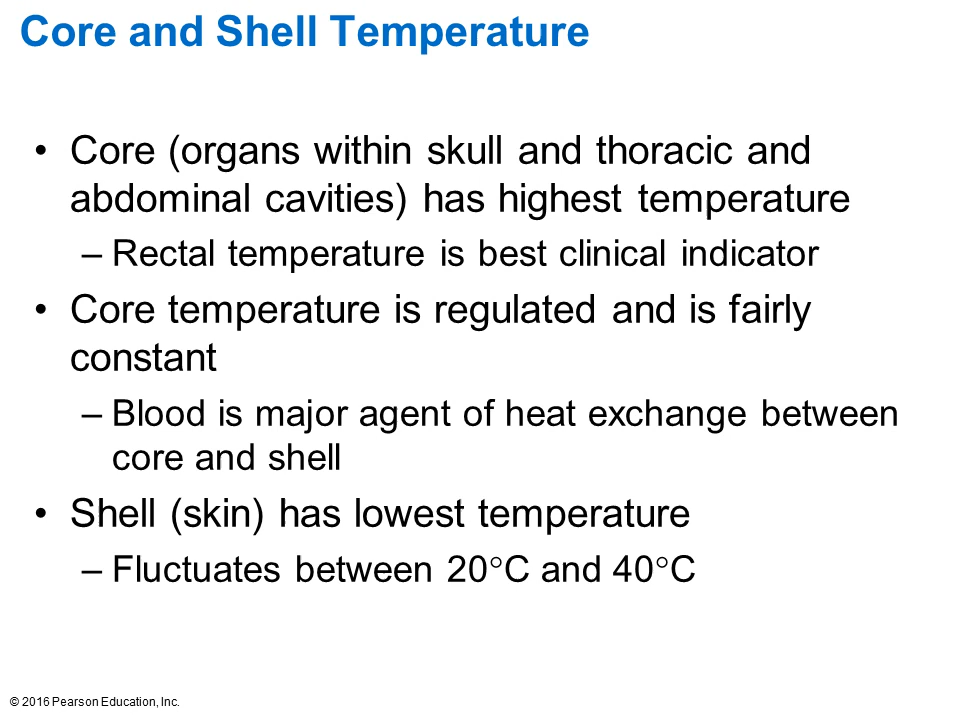 Core and Shell Temperature
• Core (organs within skull and thoracic and
abdominal cavities) has highest temperature
– Rectal temperature is best clinical indicator
• Core temperature is regulated and is fairly
constant
– Blood is major agent of heat exchange between
core and shell
• Shell (skin) has lowest temperature
– Fluctuates between 20°C and 40°C
© 2016 Pearson Education, Inc.